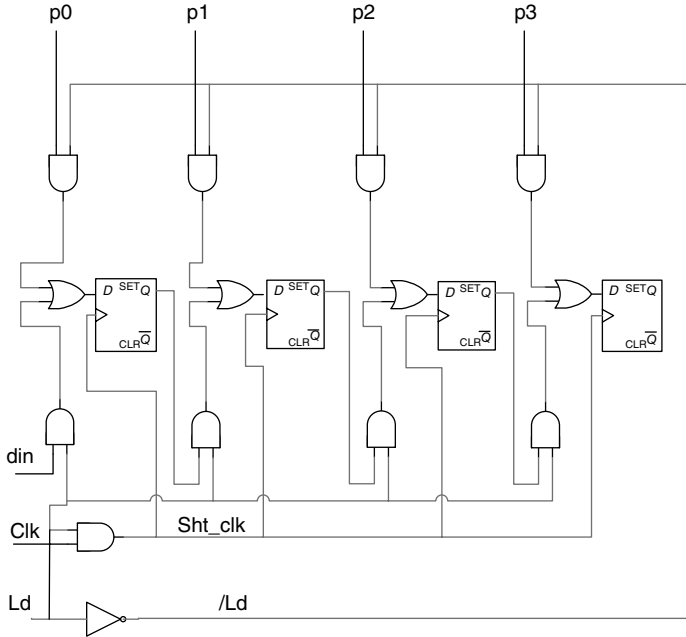 p0 p1 p2 p3
D SET Q D SET Q D SET Q D SET Q
CLR Q̅ CLR Q̅ CLR Q̅ CLR Q̅
din
Clk Sht_clk
Ld /Ld